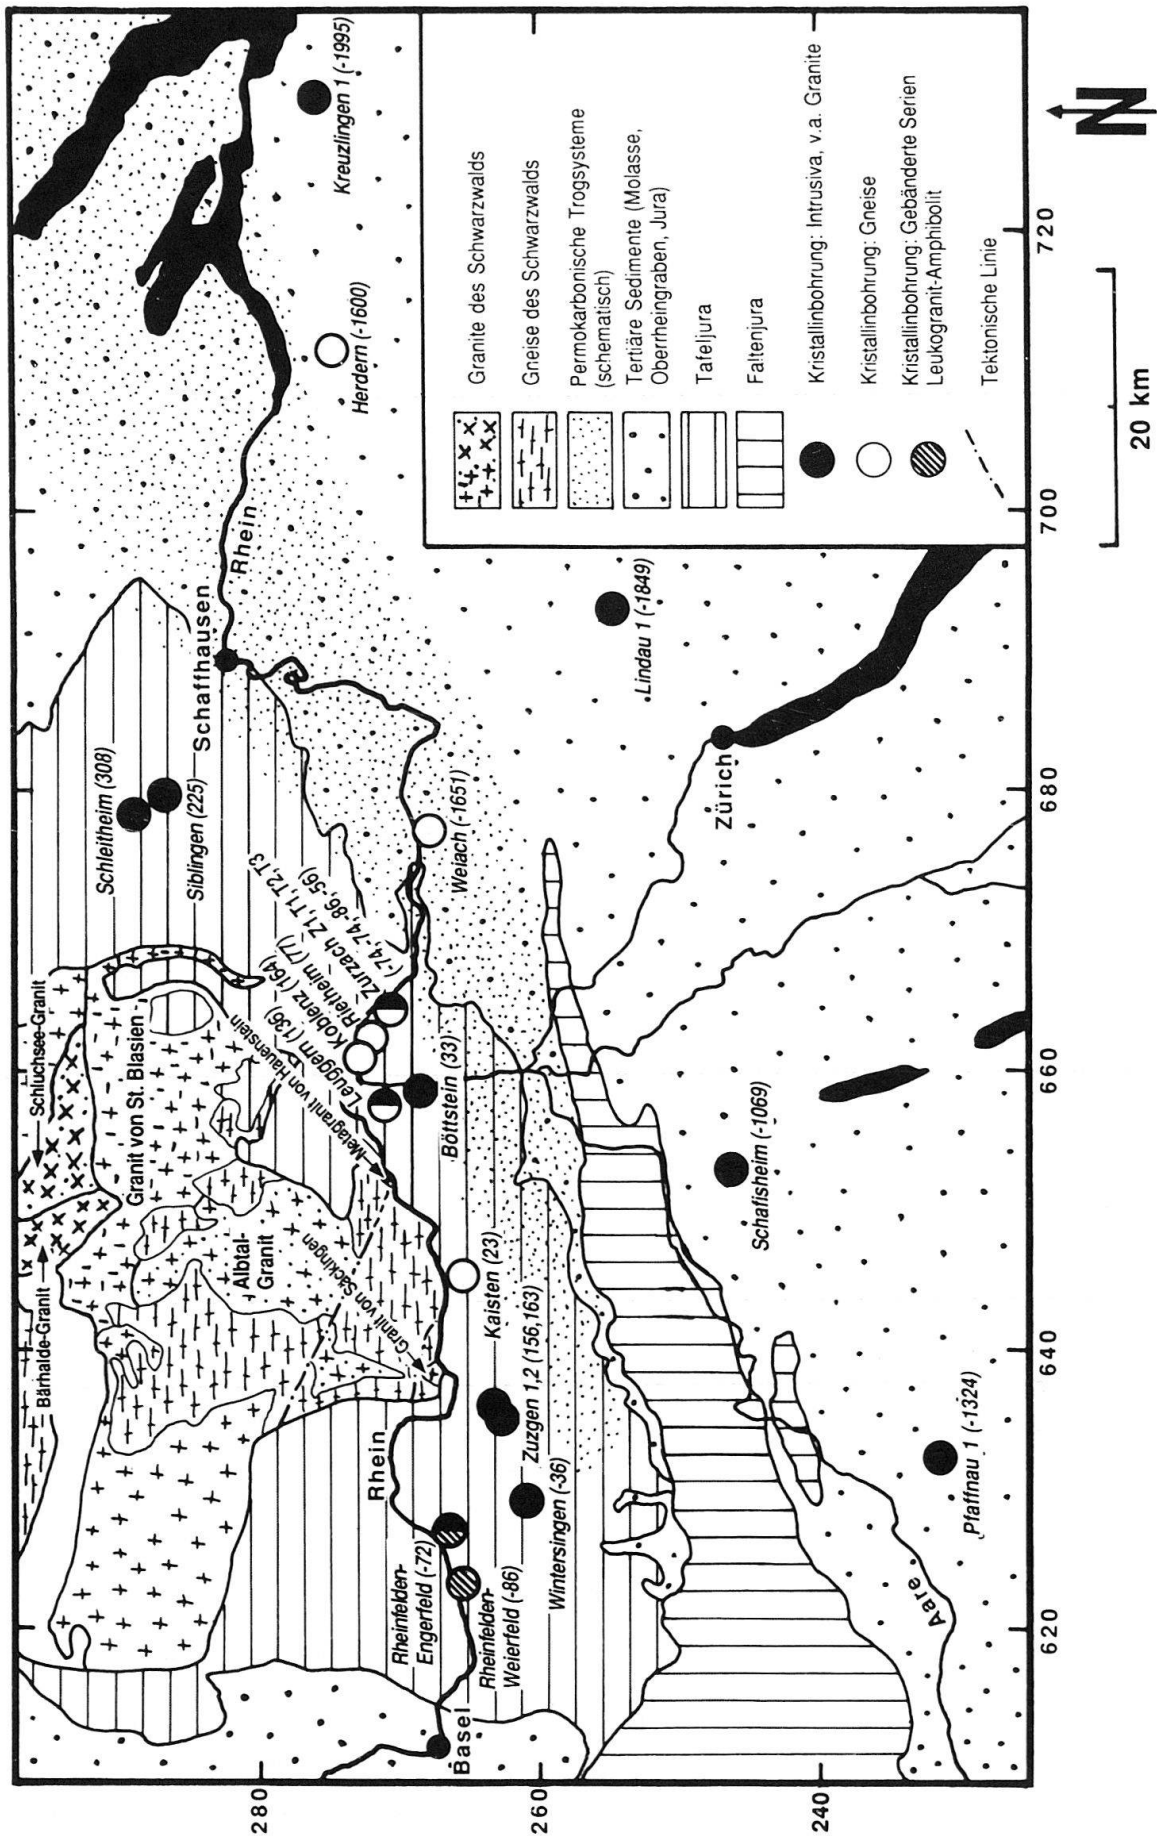 Bärhalde-Granit
Schluchsee-Granit
Granit von St. Blasien
Albtal-
Granit
Schleitheim (308)
Siblingen (225)
Schaffhausen
Rhein
Kreuzlingen 1 (-1995)
Herdern (-1600)
Zurzach Z1,T1,T2,T3
(-74,-74,-86,-56)
Rietheim (77)
Koblenz (164)
Leuggern (136)
Metagranit von Hauenstein
Granit von Säckingen
Weiach (-1651)
Böttstein (33)
Kaisten (23)
Zuzgen 1,2 (156,163)
Wintersingen (-36)
Rhein
Rheinfelden-
Engerfeld (-72)
Rheinfelden-
Weierfeld (-86)
Basel
Lindau 1 (-1849)
Zürich
Schafisheim (-1069)
Pfaffnau 1 (-1324)
Aare
Granite des Schwarzwalds
Gneise des Schwarzwalds
Permokarbonische Trogsysteme
(schematisch)
Tertiäre Sedimente (Molasse,
Oberrheingraben, Jura)
Tafeljura
Faltenjura
Kristallinbohrung: Intrusiva, v.a. Granite
Kristallinbohrung: Gneise
Kristallinbohrung: Gebänderte Serien
Leukogranit-Amphibolit
Tektonische Linie
280
260
240
620
640
660
680
700
720
20 km
N